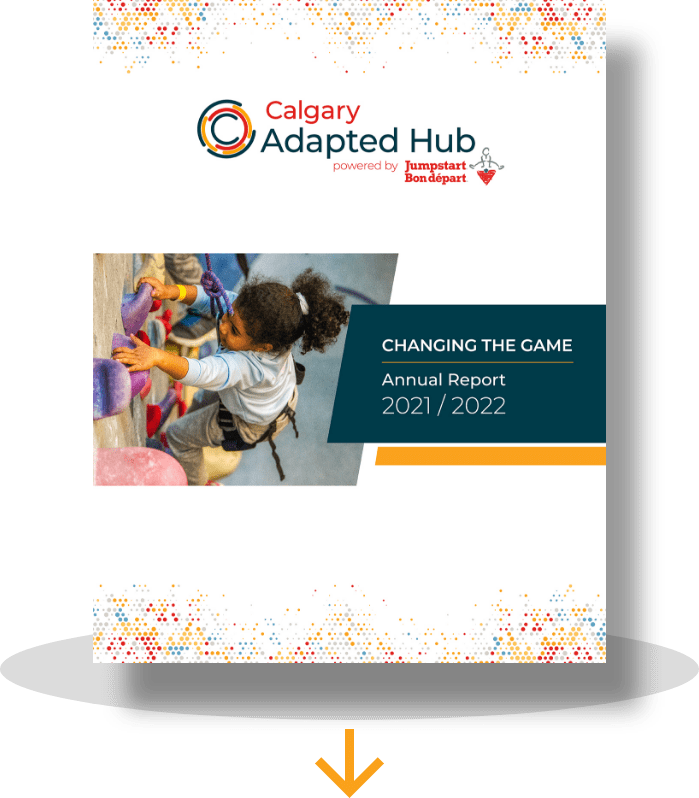 Calgary
Adapted Hub
powered by Jumpstart
Bon départ
CHANGING THE GAME
Annual Report
2021 / 2022